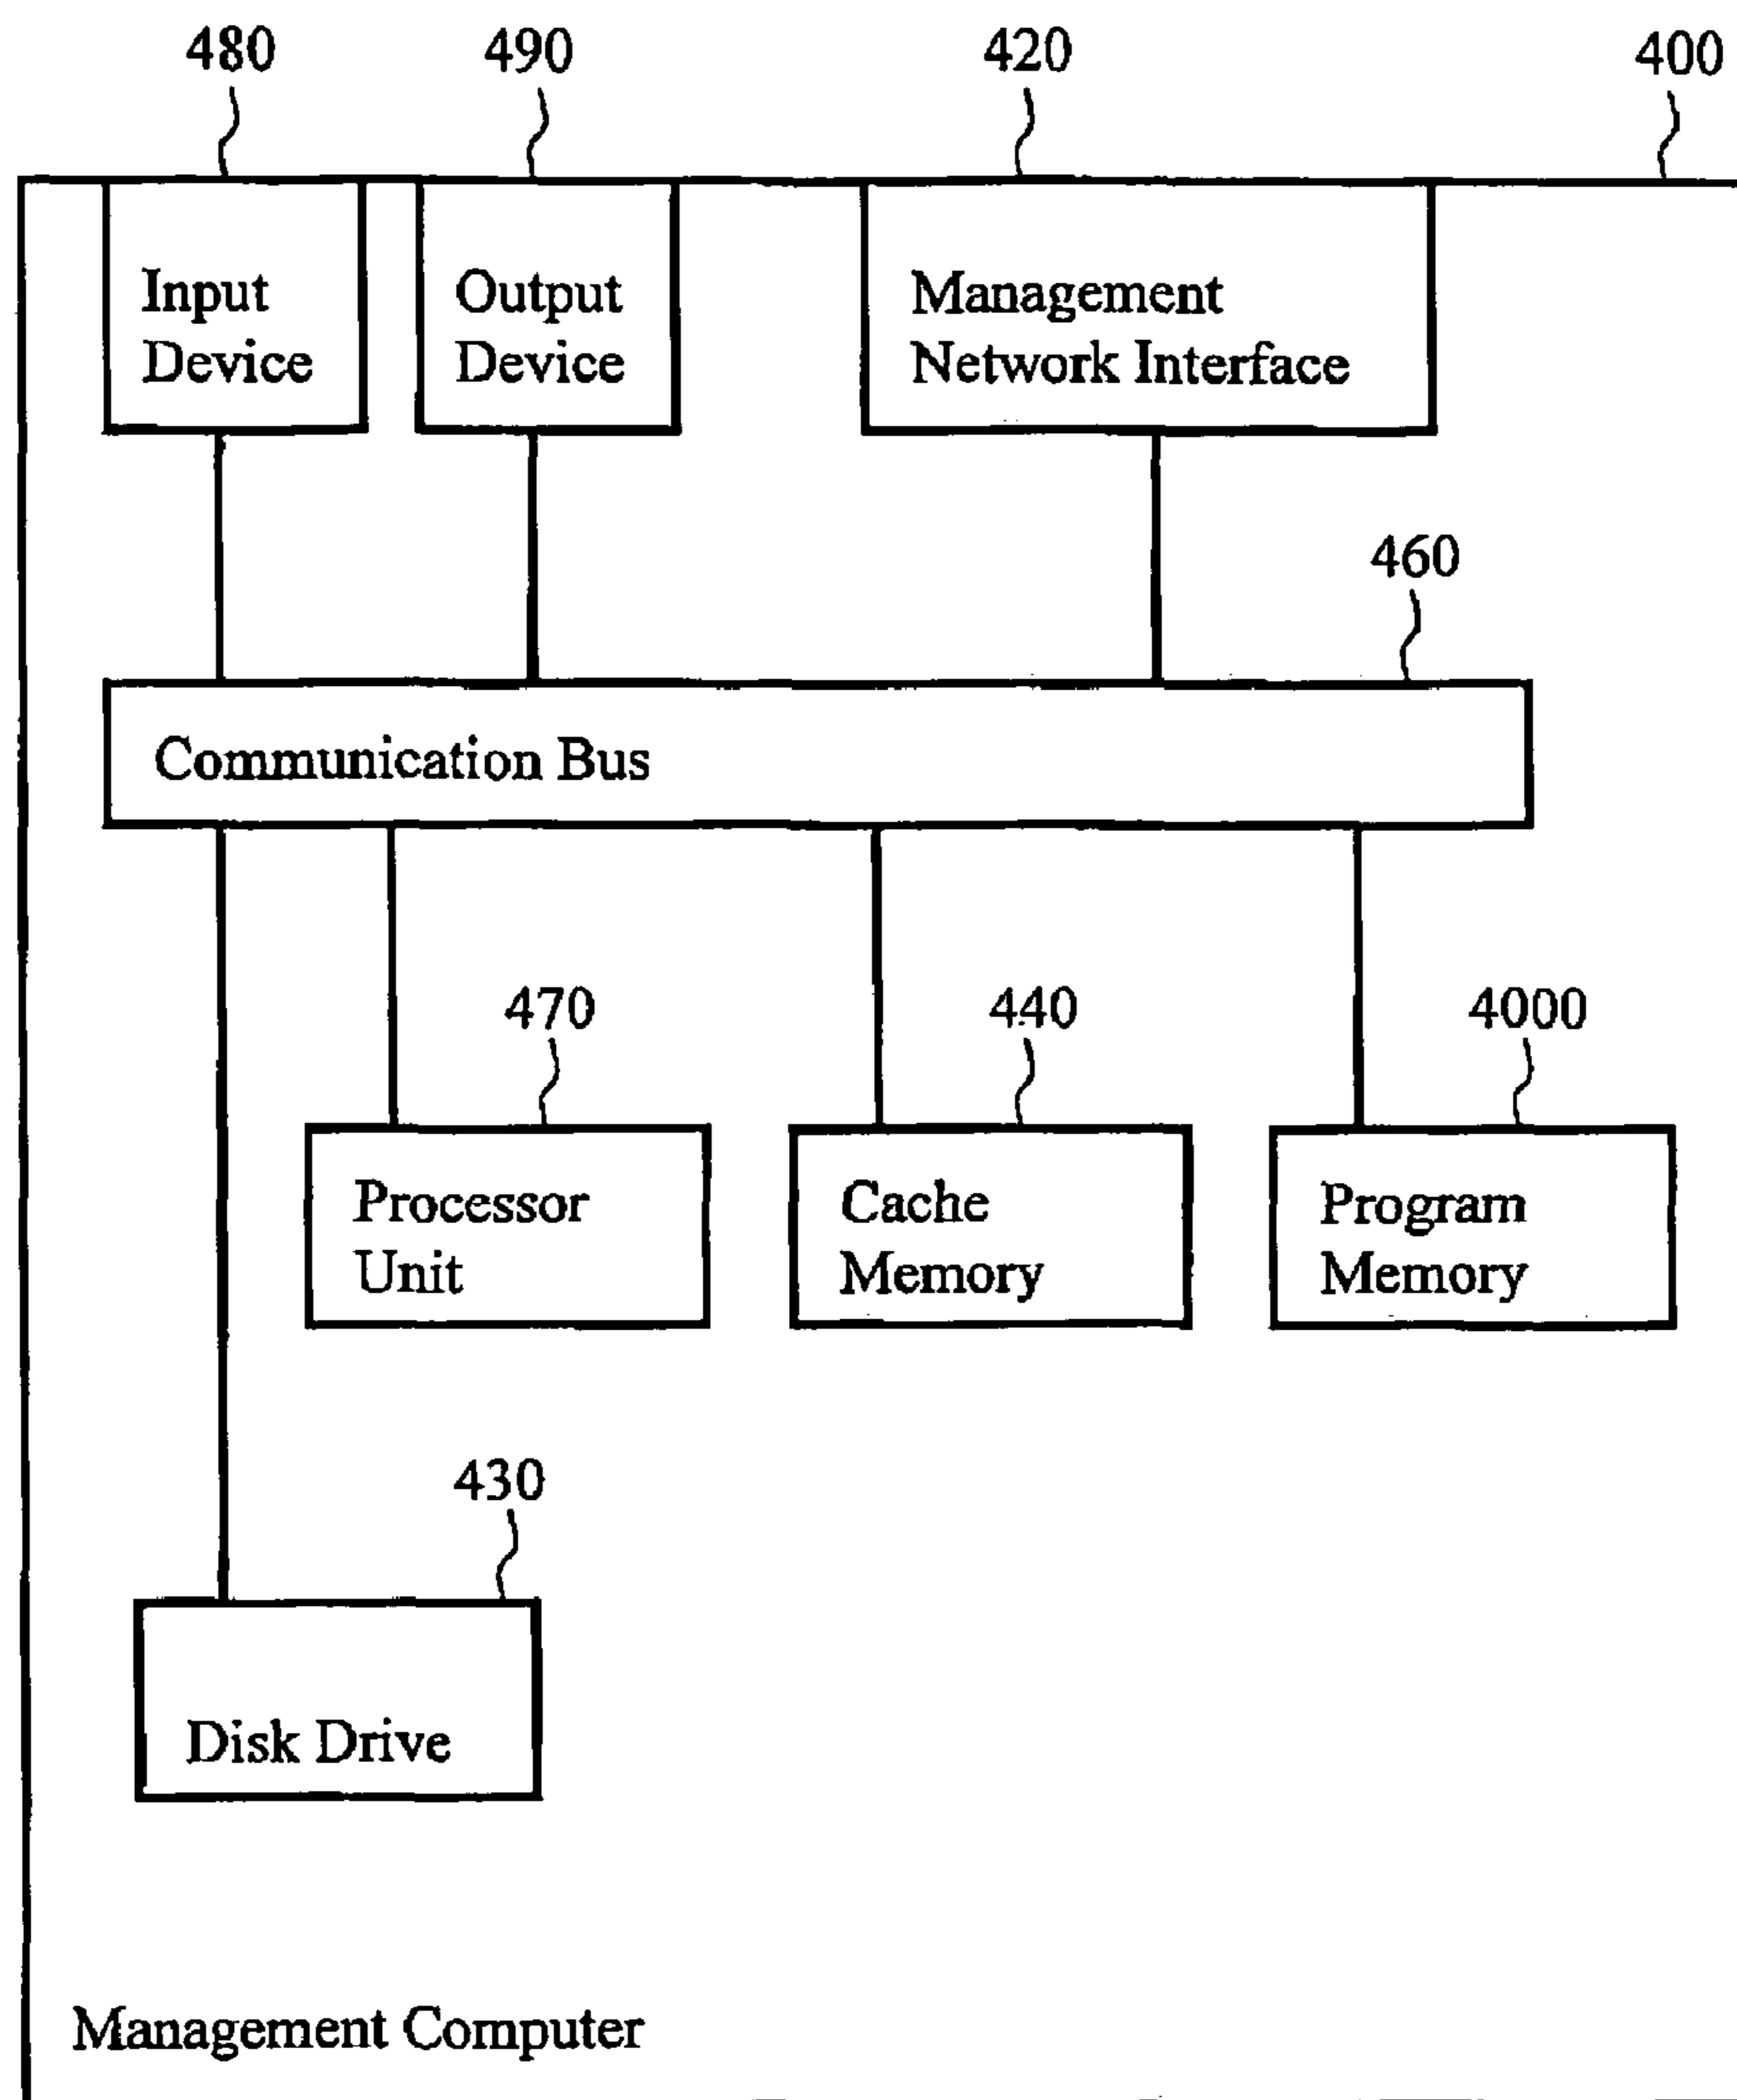 480 490 420 400
Input
Device
Output
Device
Management
Network Interface
460
Communication Bus
470 440 4000
Processor
Unit
Cache
Memory
Program
Memory
430
Disk Drive
Management Computer